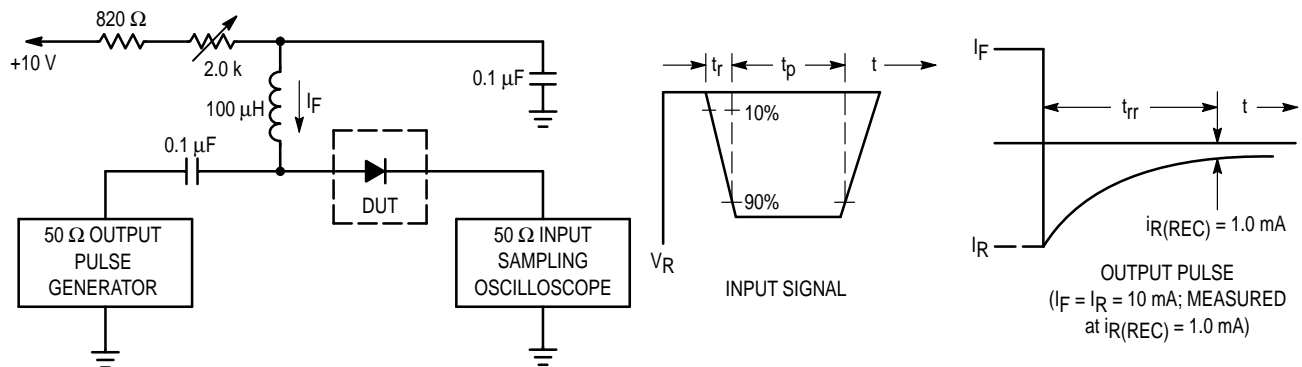 820 Ω
+10 V
2.0 k
100 μH
IF
0.1 μF
0.1 μF
DUT
50 Ω OUTPUT
PULSE
GENERATOR
50 Ω INPUT
SAMPLING
OSCILLOSCOPE
tr
tp
t
10%
90%
VR
INPUT SIGNAL
IF
trr
t
IR
iR(REC) = 1.0 mA
OUTPUT PULSE
(IF = IR = 10 mA; MEASURED
at iR(REC) = 1.0 mA)